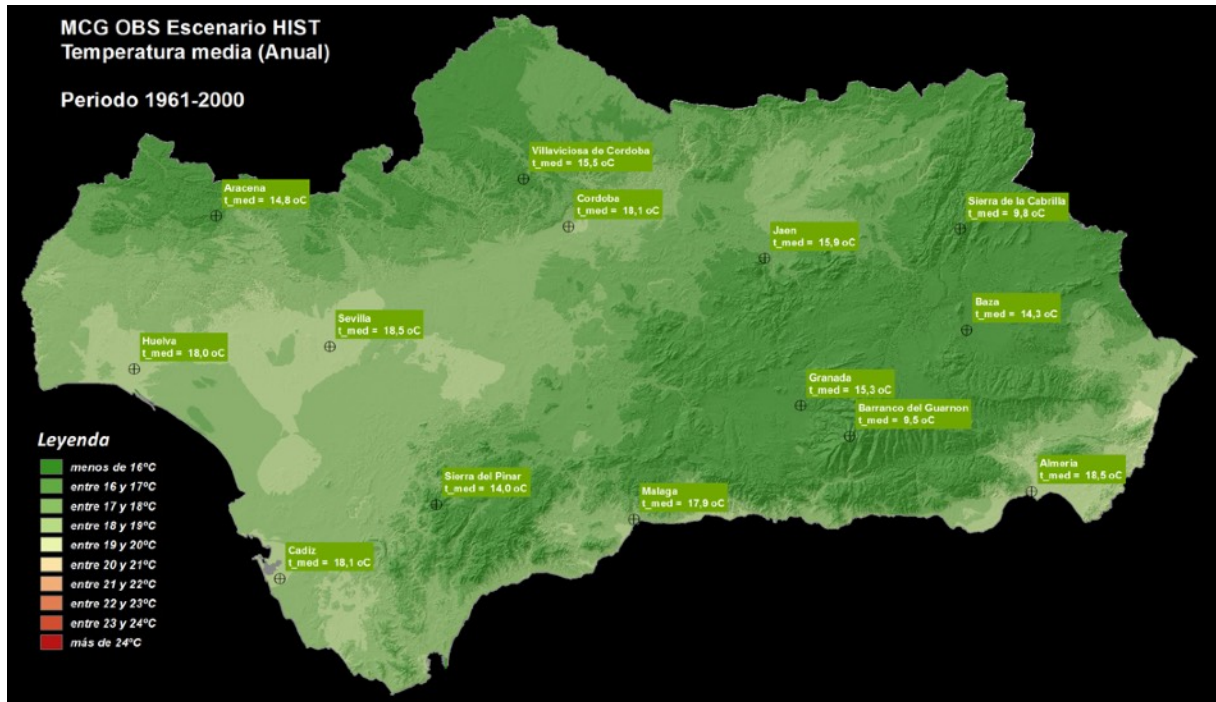 MCG OBS Escenario HIST
Temperatura media (Anual)
Periodo 1961-2000
Villaviciosa de Cordoba
t_med = 15,5 oC
Aracena
t_med = 14,8 oC
Cordoba
t_med = 18,1 oC
Sierra de la Cabrilla
t_med = 9,8 oC
Jaen
t_med = 15,9 oC
Baza
t_med = 14,3 oC
Sevilla
t_med = 18,5 oC
Huelva
t_med = 18,0 oC
Granada
t_med = 15,3 oC
Barranco del Guarnon
t_med = 9,5 oC
Almeria
t_med = 18,5 oC
Sierra del Pinar
t_med = 14,0 oC
Malaga
t_med = 17,9 oC
Cadiz
t_med = 18,1 oC
Leyenda
menos de 16ºC
entre 16 y 17ºC
entre 17 y 18ºC
entre 18 y 19ºC
entre 19 y 20ºC
entre 20 y 21ºC
entre 21 y 22ºC
entre 22 y 23ºC
entre 23 y 24ºC
más de 24ºC